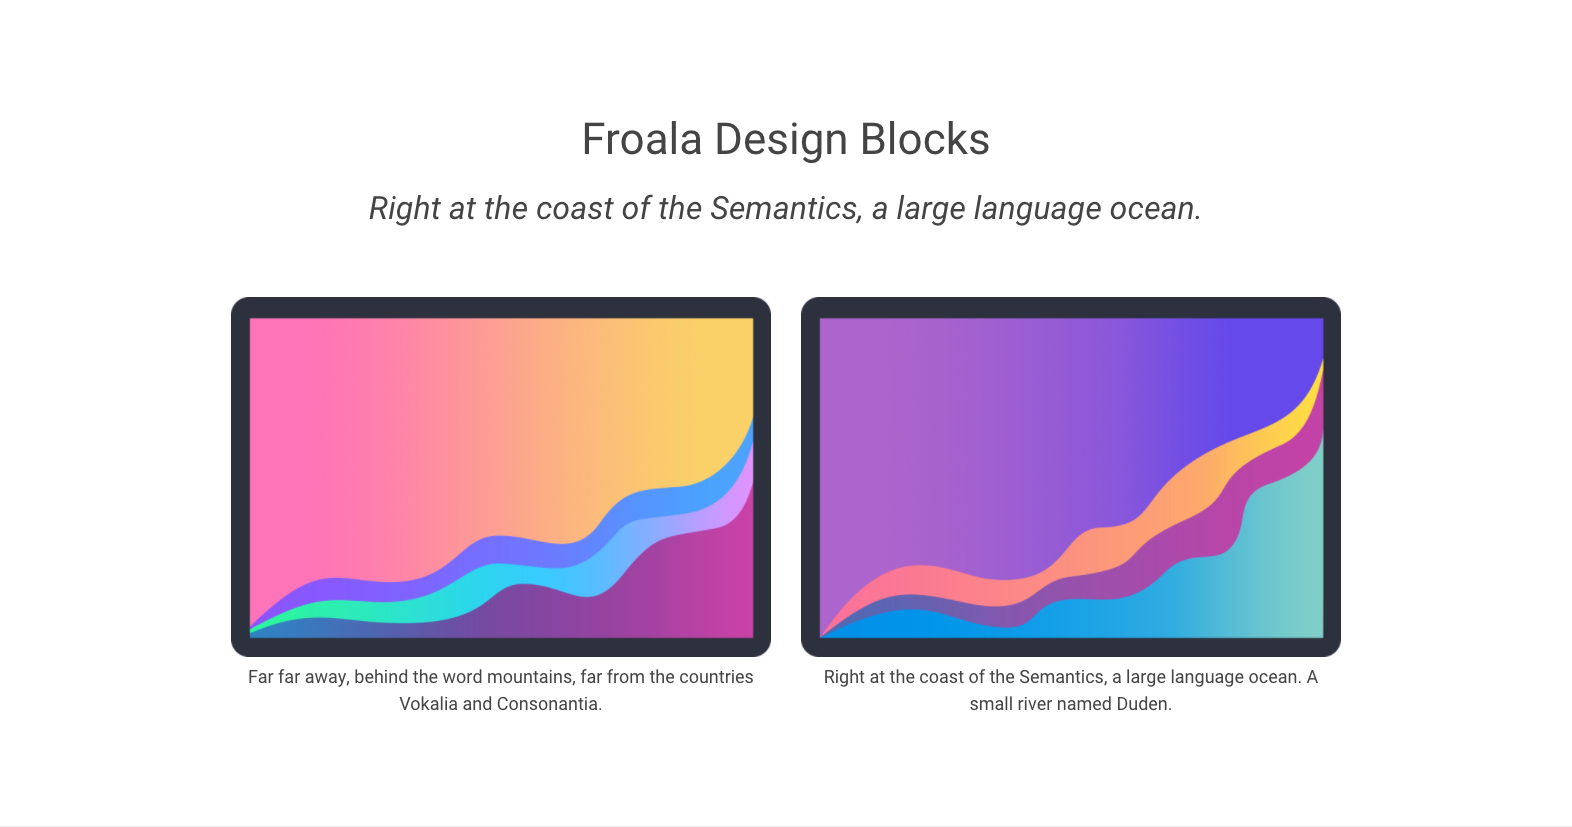 Froala Design Blocks
Right at the coast of the Semantics, a large language ocean.
Far far away, behind the word mountains, far from the countries
Vokalia and Consonantia.
Right at the coast of the Semantics, a large language ocean. A
small river named Duden.